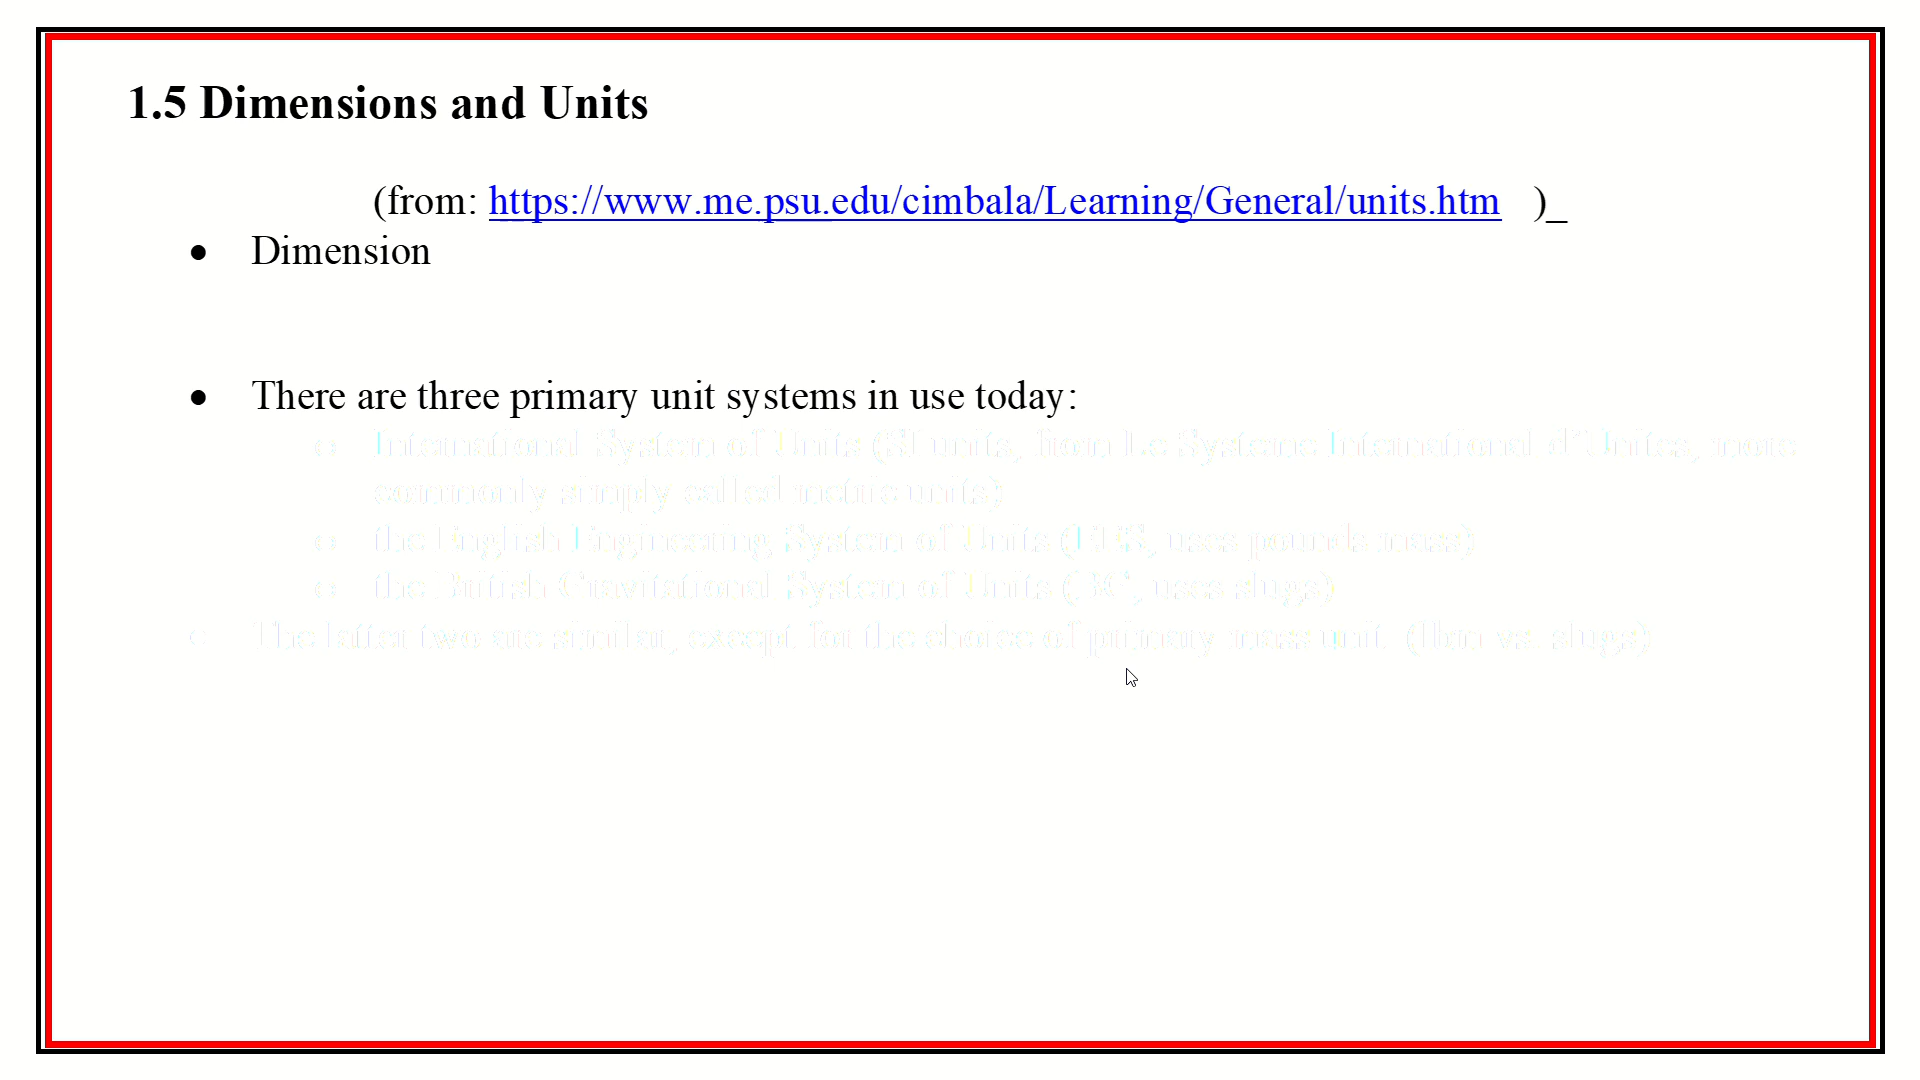 1.5 Dimensions and Units
(from: https://www.me.psu.edu/cimbala/Learning/General/units.htm )_
• Dimension
• There are three primary unit systems in use today:
o International System of Units (SI units, from Le Systeme International d'Unites, more
commonly simply called metric units)
o the English Engineering System of Units (EES, uses pounds mass)
o the British Gravitational System of Units (BG, uses slugs)
o The latter two are similar, except for the choice of primary mass unit (lbm vs. slugs)